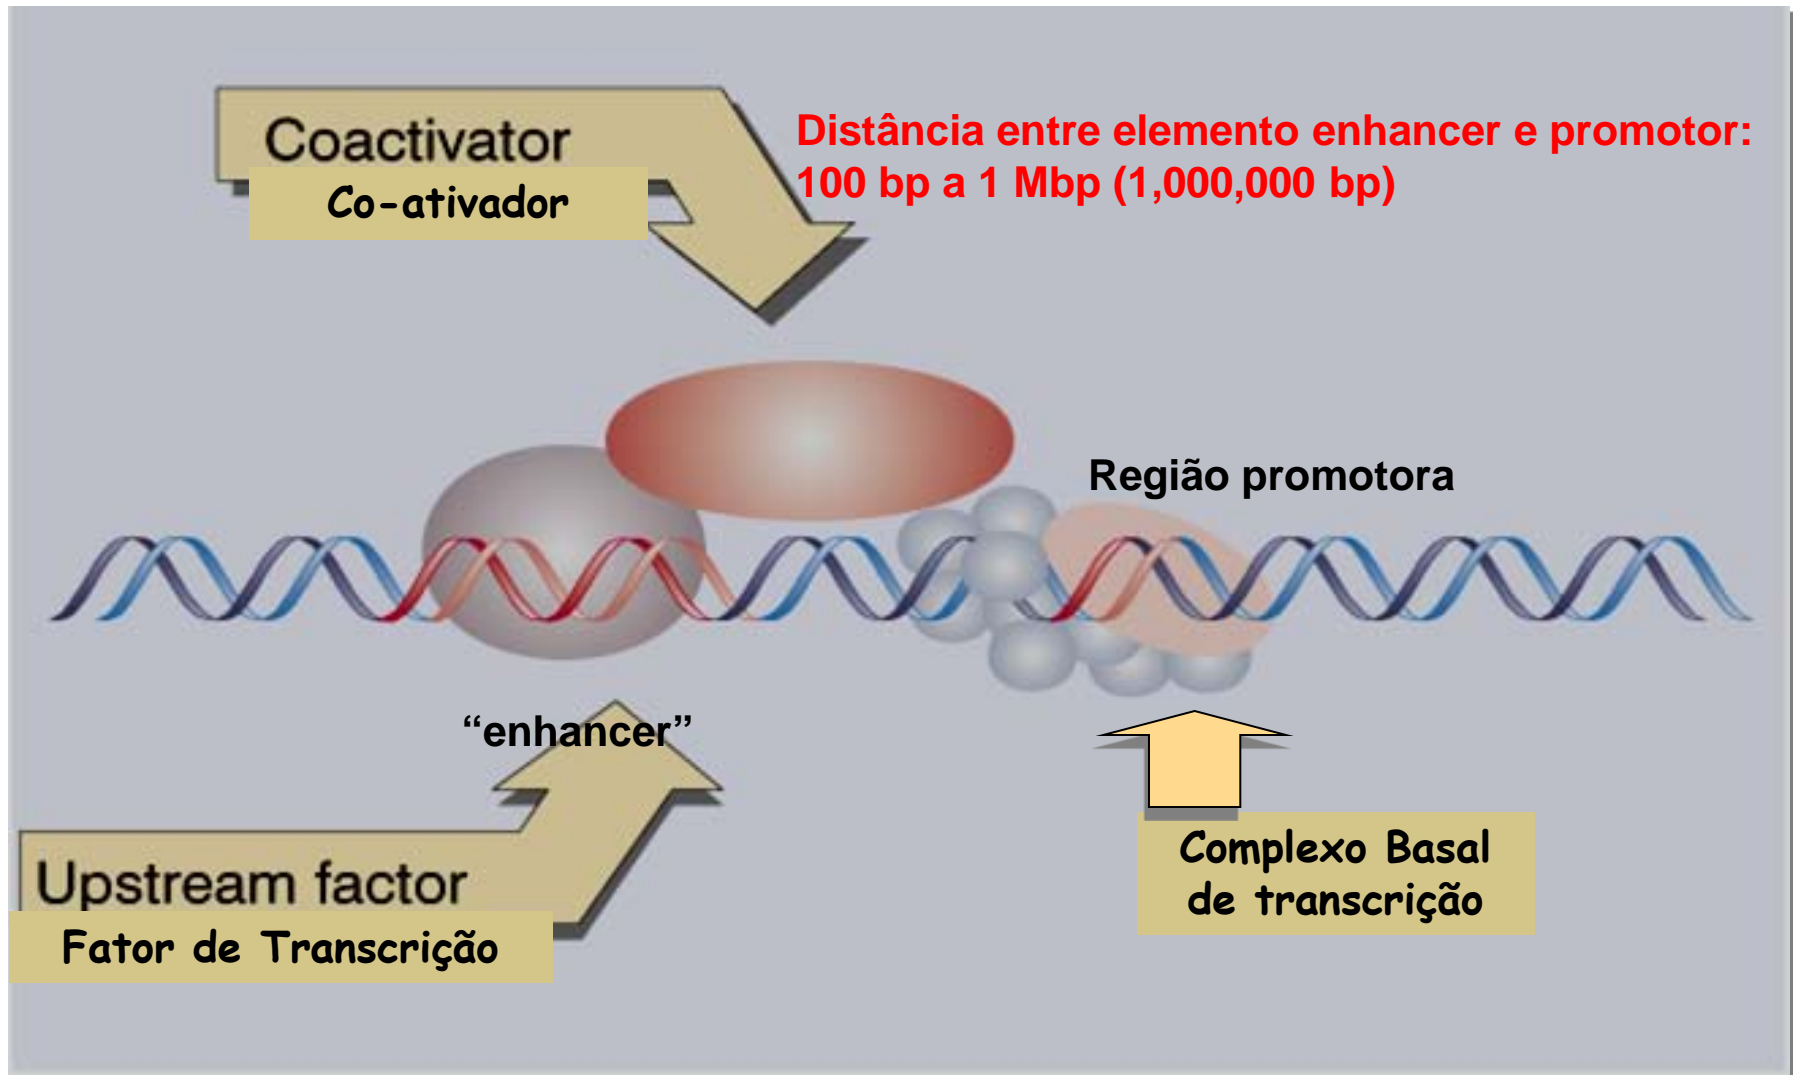 Coactivator
Co-ativador
Distância entre elemento enhancer e promotor:
100 bp a 1 Mbp (1,000,000 bp)
Região promotora
“enhancer”
Upstream factor
Fator de Transcrição
Complexo Basal
de transcrição